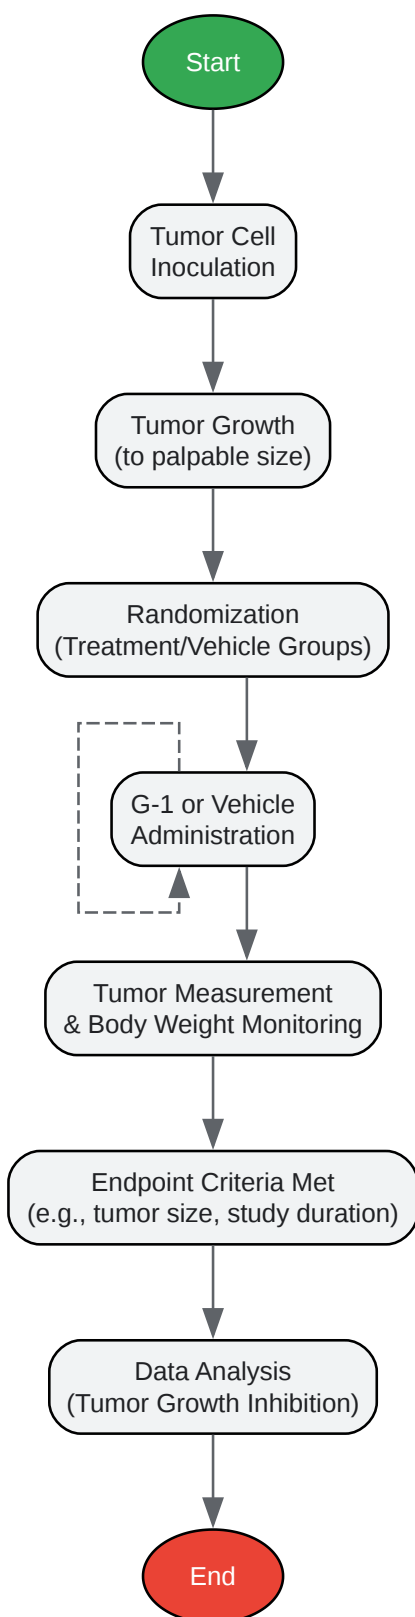 Start
Tumor Cell
Inoculation
Tumor Growth
(to palpable size)
Randomization
(Treatment/Vehicle Groups)
G-1 or Vehicle
Administration
Tumor Measurement
& Body Weight Monitoring
Endpoint Criteria Met
(e.g., tumor size, study duration)
Data Analysis
(Tumor Growth Inhibition)
End